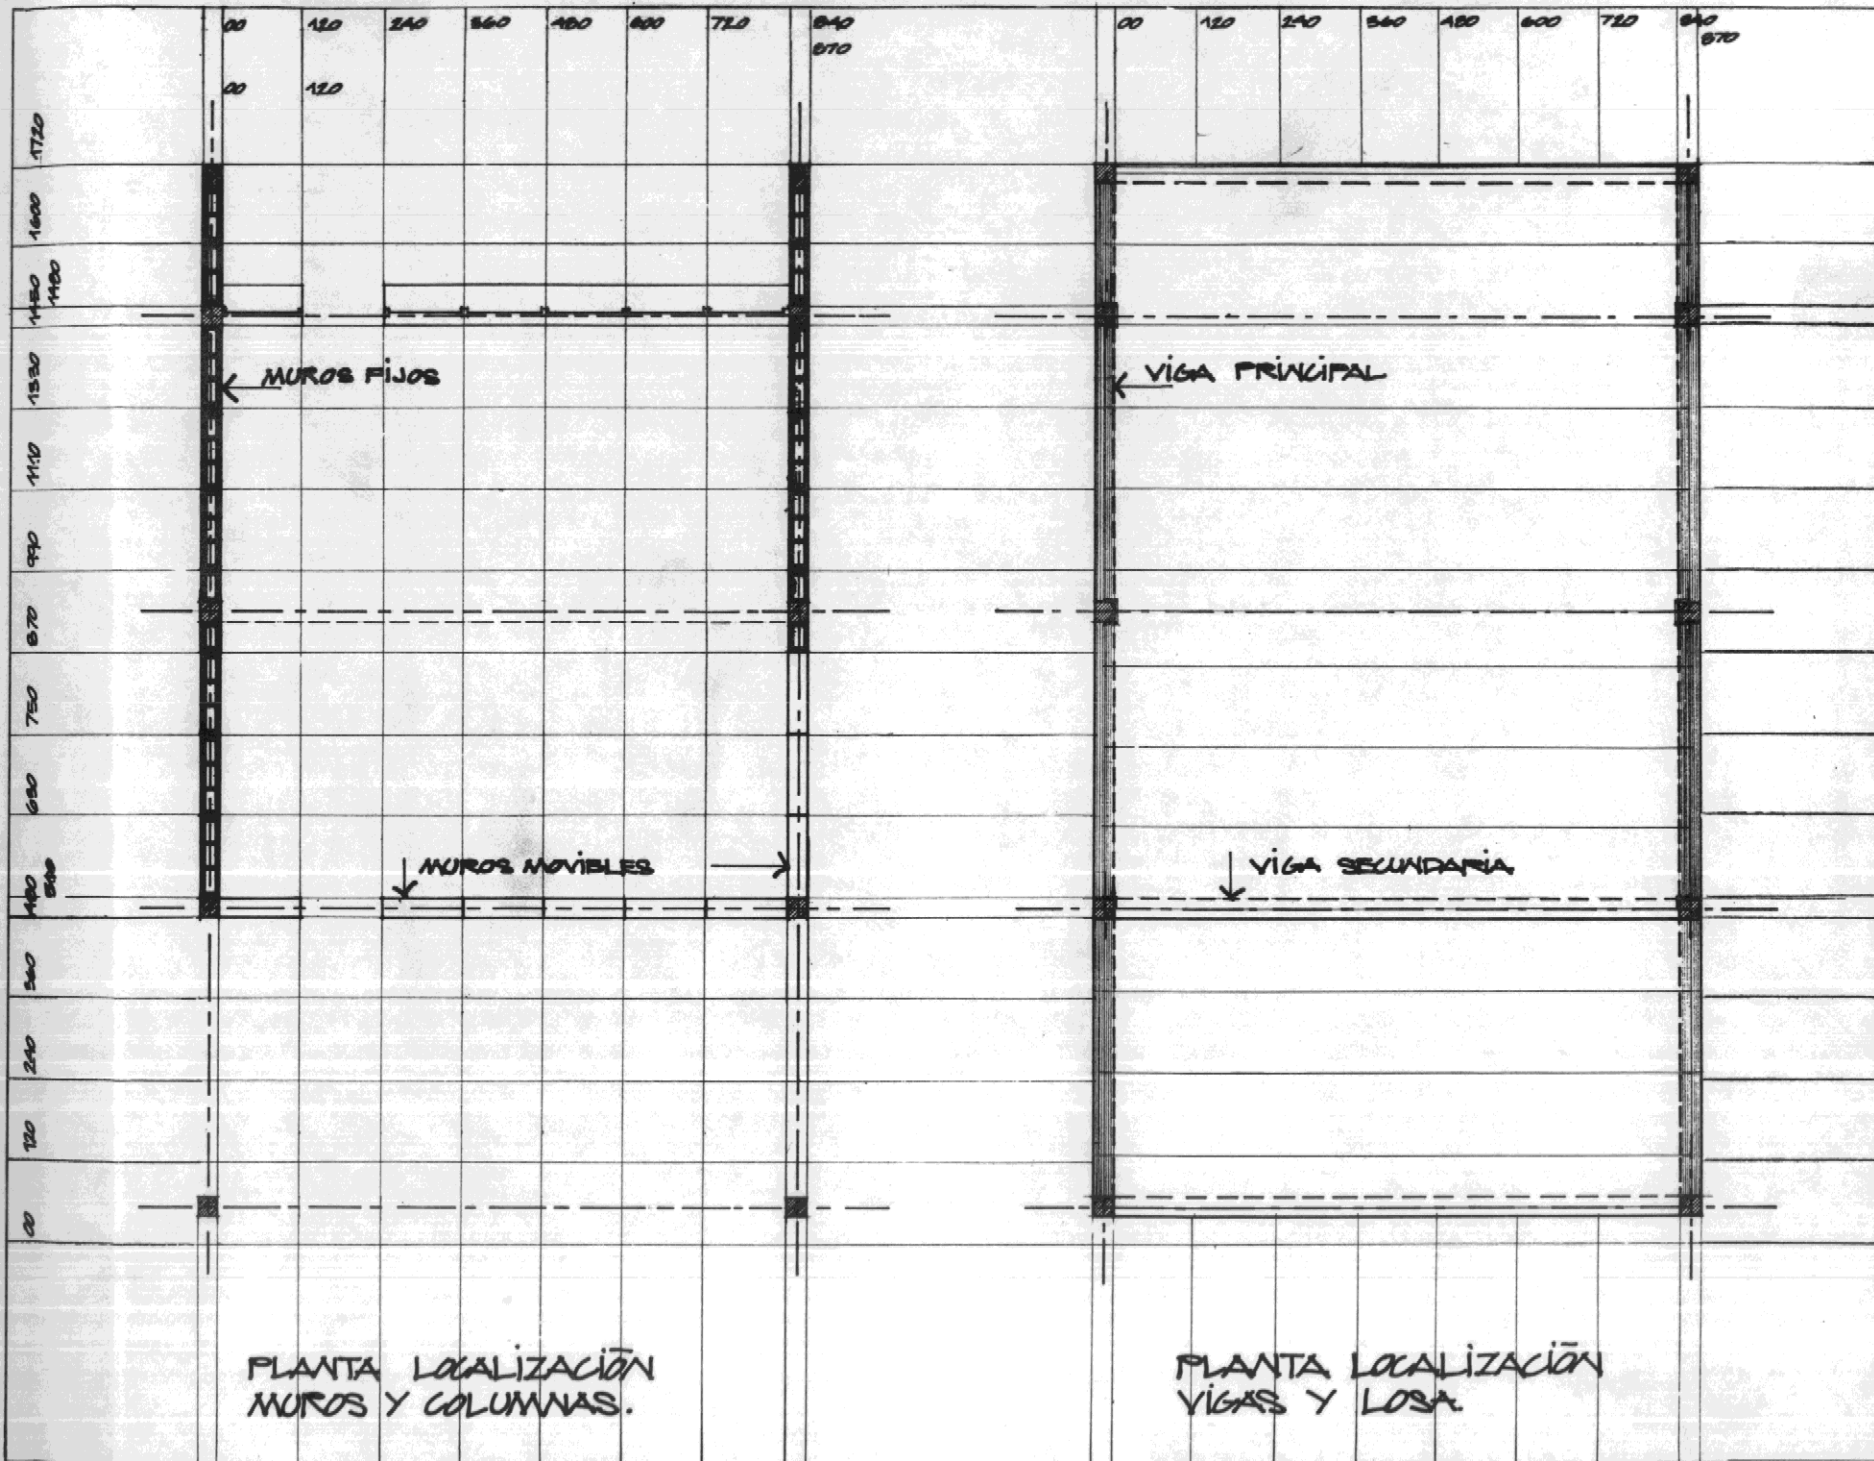 00 120 240 360 480 600 720 840
870
00 120
00 120 240 360 480 600 720 840
870
1720
1600
1480
1450
1330
1110
990
870
750
630
510
480
360
240
120
00
MUROS FIJOS
MUROS MOVIBLES
VIGA PRINCIPAL
VIGA SECUNDARIA
PLANTA LOCALIZACIÓN
MUROS Y COLUMNAS.
PLANTA LOCALIZACIÓN
VIGAS Y LOSA.